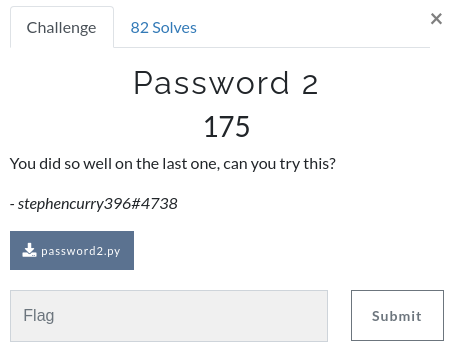 Challenge
82 Solves
×
Password 2
175
You did so well on the last one, can you try this?
- stephencurry396#4738
password2.py
Flag
Submit